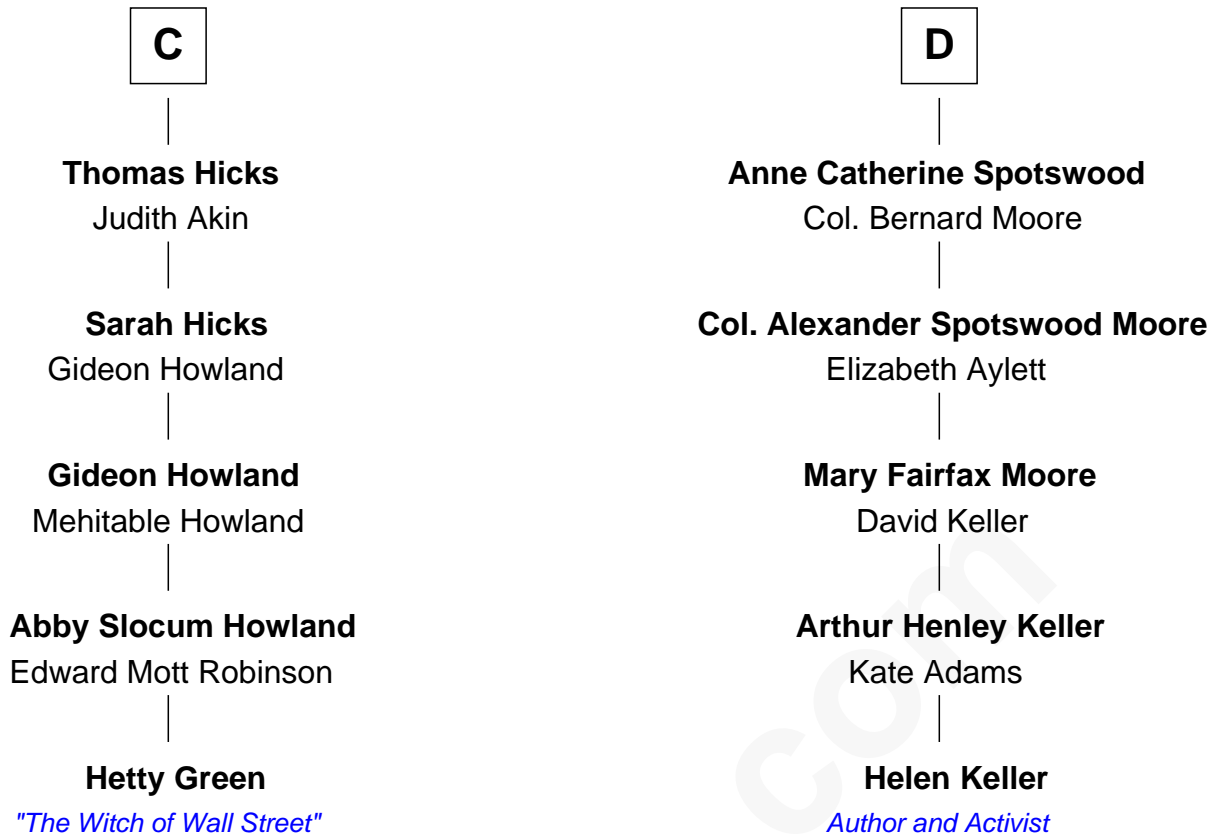 C
Thomas Hicks
Judith Akin
Sarah Hicks
Gideon Howland
Gideon Howland
Mehitable Howland
Abby Slocum Howland
Edward Mott Robinson
Hetty Green
"The Witch of Wall Street"
D
Anne Catherine Spotswood
Col. Bernard Moore
Col. Alexander Spotswood Moore
Elizabeth Aylett
Mary Fairfax Moore
David Keller
Arthur Henley Keller
Kate Adams
Helen Keller
Author and Activist
com